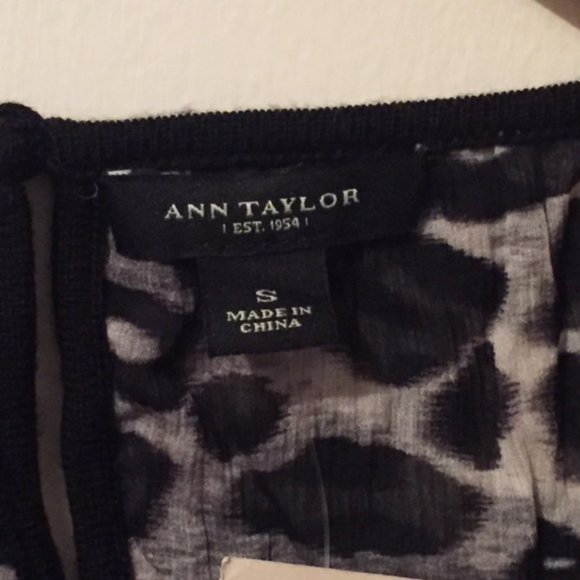 ANN TAYLOR
| EST. 1954 |
S
MADE IN
CHINA